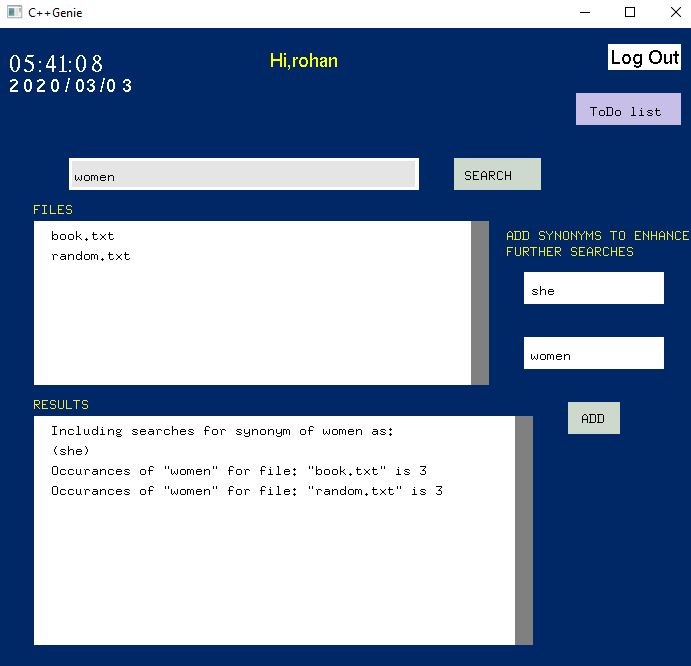 C++Genie
05:41:08
2020/03/03
Hi,rohan
Log Out
ToDo list
women
SEARCH
FILES
book.txt
random.txt
ADD SYNONYMS TO ENHANCE
FURTHER SEARCHES
she
women
ADD
RESULTS
Including searches for synonym of women as:
(she)
Occurances of "women" for file: "book.txt" is 3
Occurances of "women" for file: "random.txt" is 3